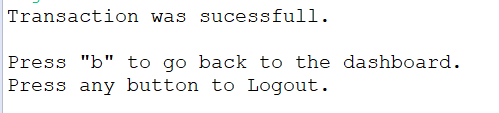 Transaction was sucessfull.
Press "b" to go back to the dashboard.
Press any button to Logout.